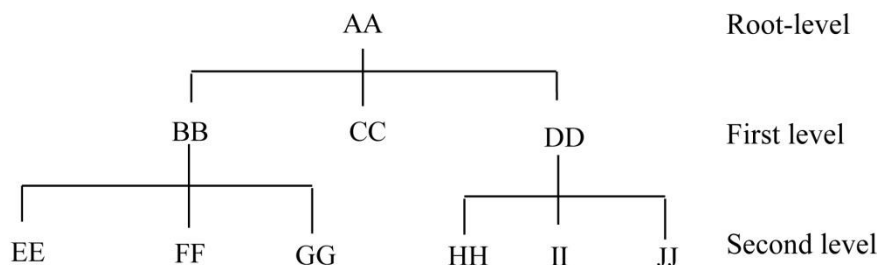 AA Root-level
BB CC DD First level
EE FF GG HH II JJ Second level